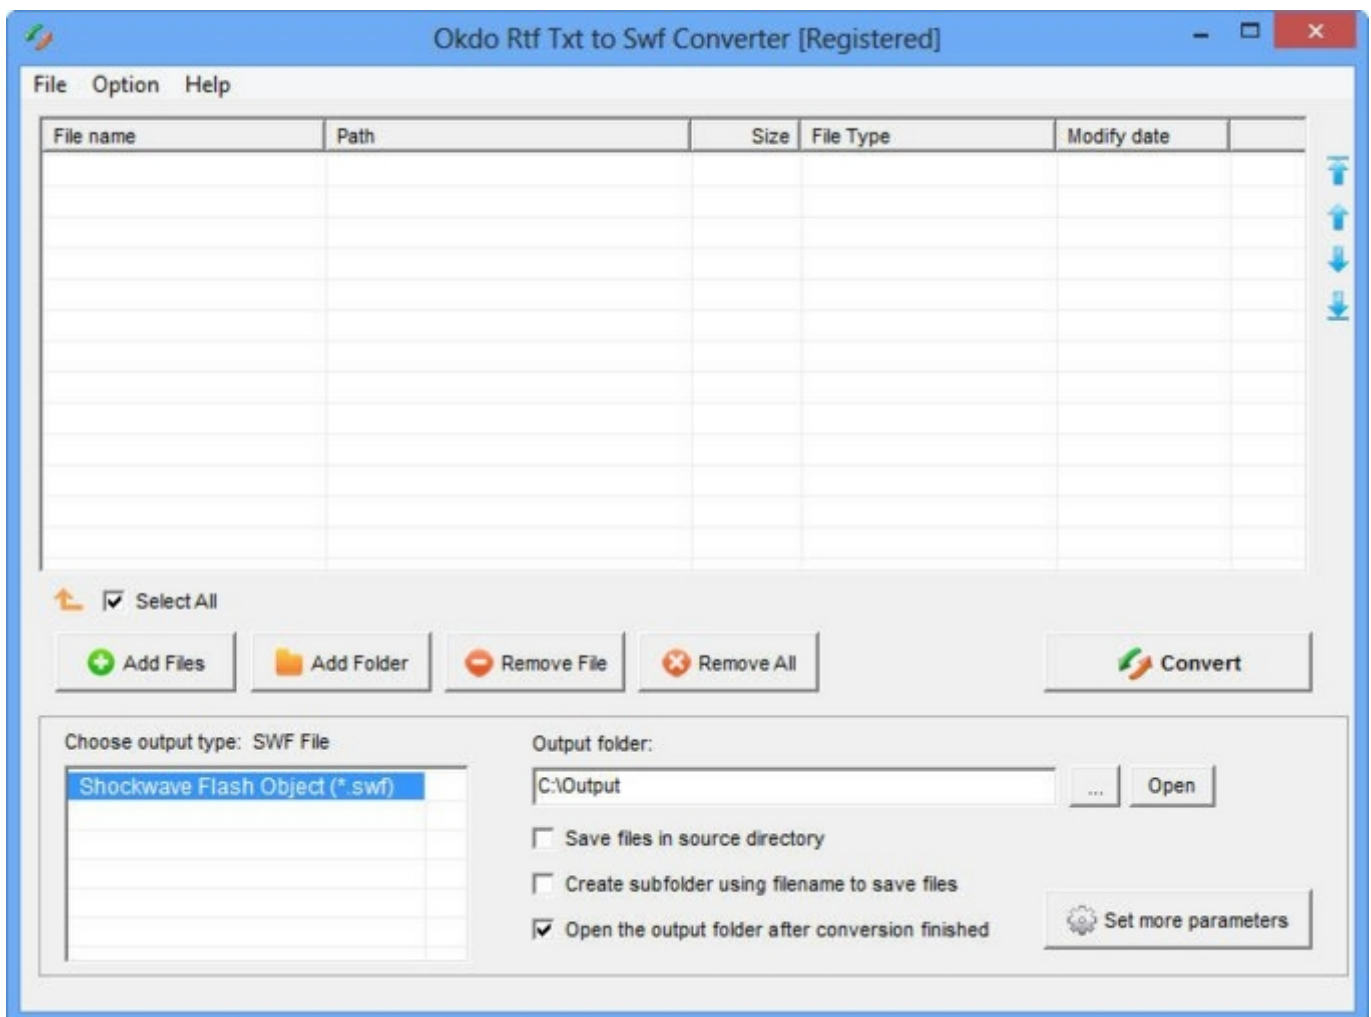 Okdo Rtf Txt to Swf Converter [Registered]
File Option Help
File name Path Size File Type Modify date
Select All
Add Files Add Folder Remove File Remove All Convert
Choose output type: SWF File
Shockwave Flash Object (*.swf)
Output folder:
C:\Output ... Open
Save files in source directory
Create subfolder using filename to save files
Open the output folder after conversion finished
Set more parameters